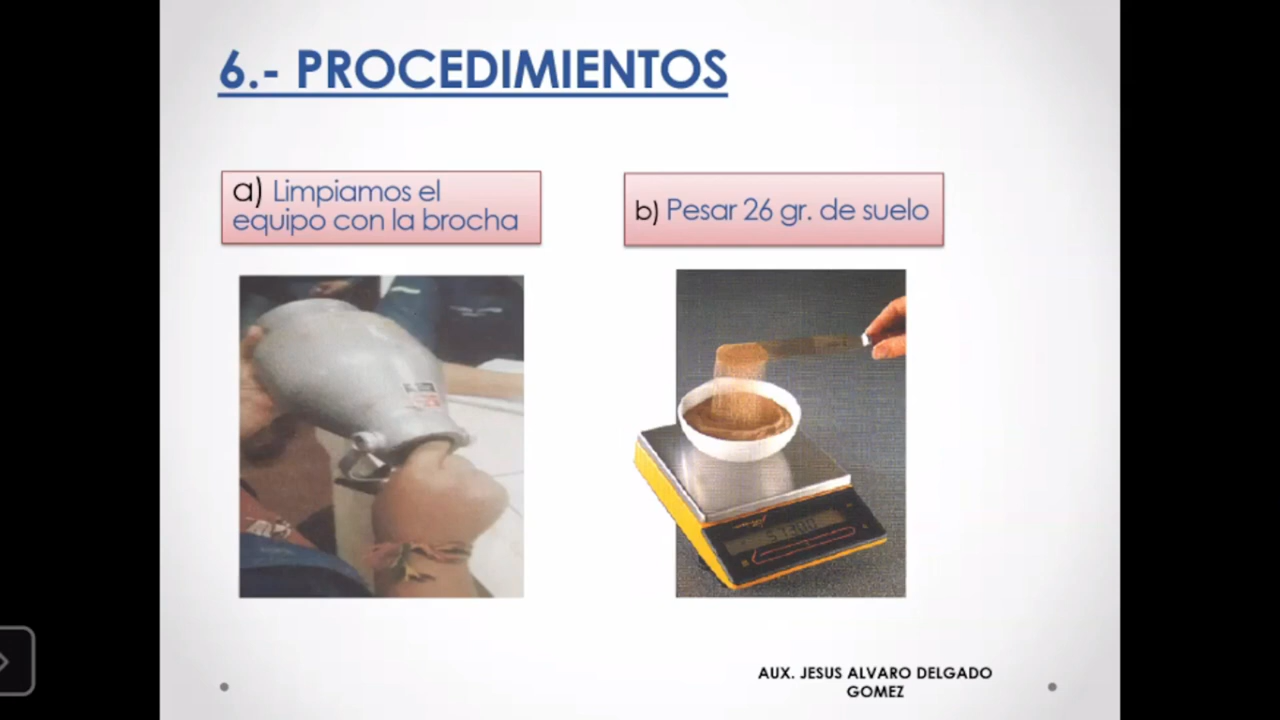 6.- PROCEDIMIENTOS
a) Limpiamos el
equipo con la brocha
b) Pesar 26 gr. de suelo
AUX. JESUS ALVARO DELGADO
GOMEZ